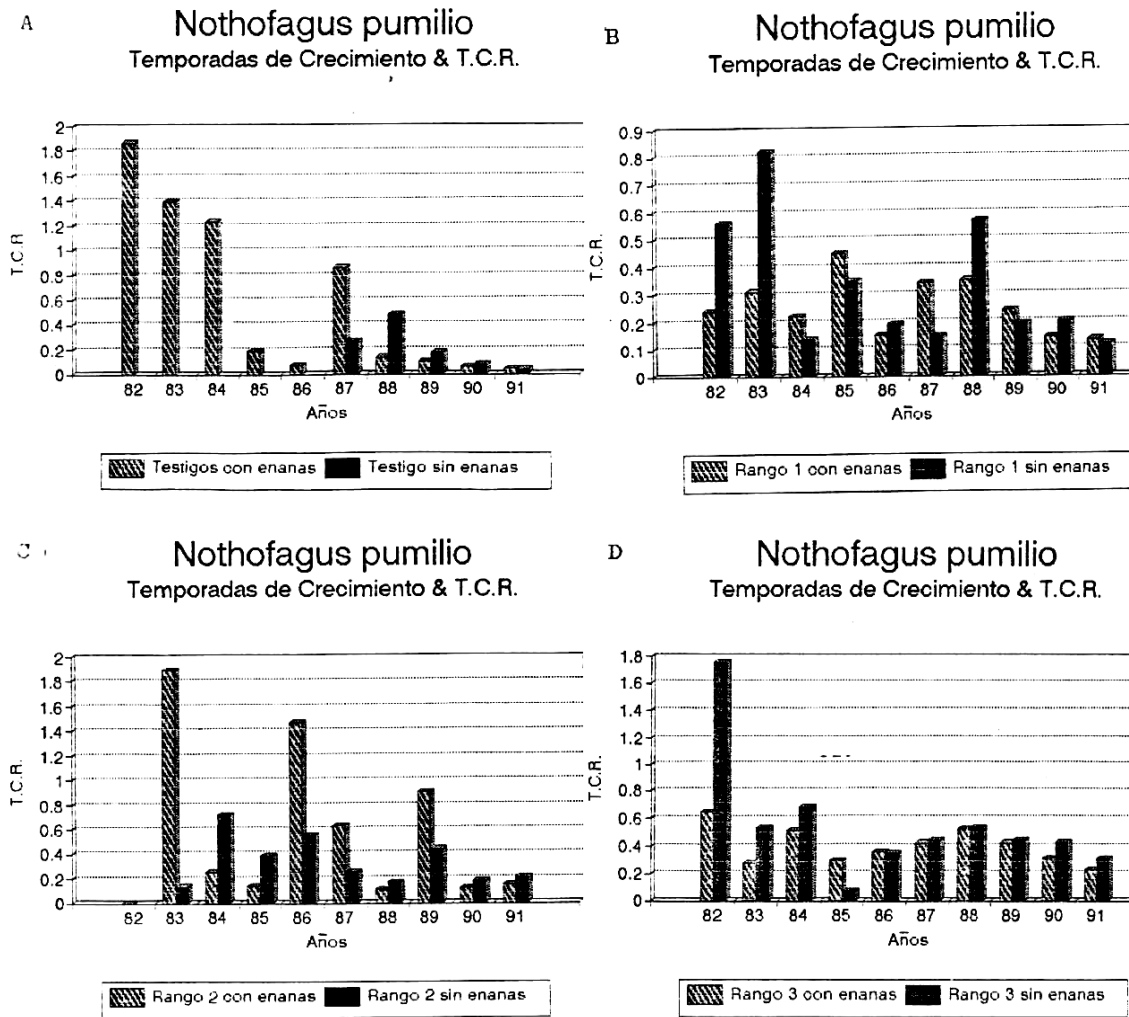 A
Nothofagus pumilio
Temporadas de Crecimiento & T.C.R.
T.C.R
2
1.8
1.6
1.4
1.2
1
0.8
0.6
0.4
0.2
0
82 83 84 85 86 87 88 89 90 91
Años
Testigos con enanas Testigo sin enanas
B
Nothofagus pumilio
Temporadas de Crecimiento & T.C.R.
T.C.R.
0.9
0.8
0.7
0.6
0.5
0.4
0.3
0.2
0.1
0
82 83 84 85 86 87 88 89 90 91
Años
Rango 1 con enanas Rango 1 sin enanas
C
Nothofagus pumilio
Temporadas de Crecimiento & T.C.R.
T.C.R.
2
1.8
1.6
1.4
1.2
1
0.8
0.6
0.4
0.2
0
82 83 84 85 86 87 88 89 90 91
Años
Rango 2 con enanas Rango 2 sin enanas
D
Nothofagus pumilio
Temporadas de Crecimiento & T.C.R.
T.C.R.
1.8
1.6
1.4
1.2
1
0.8
0.6
0.4
0.2
0
82 83 84 85 86 87 88 89 90 91
Años
Rango 3 con enanas Rango 3 sin enanas